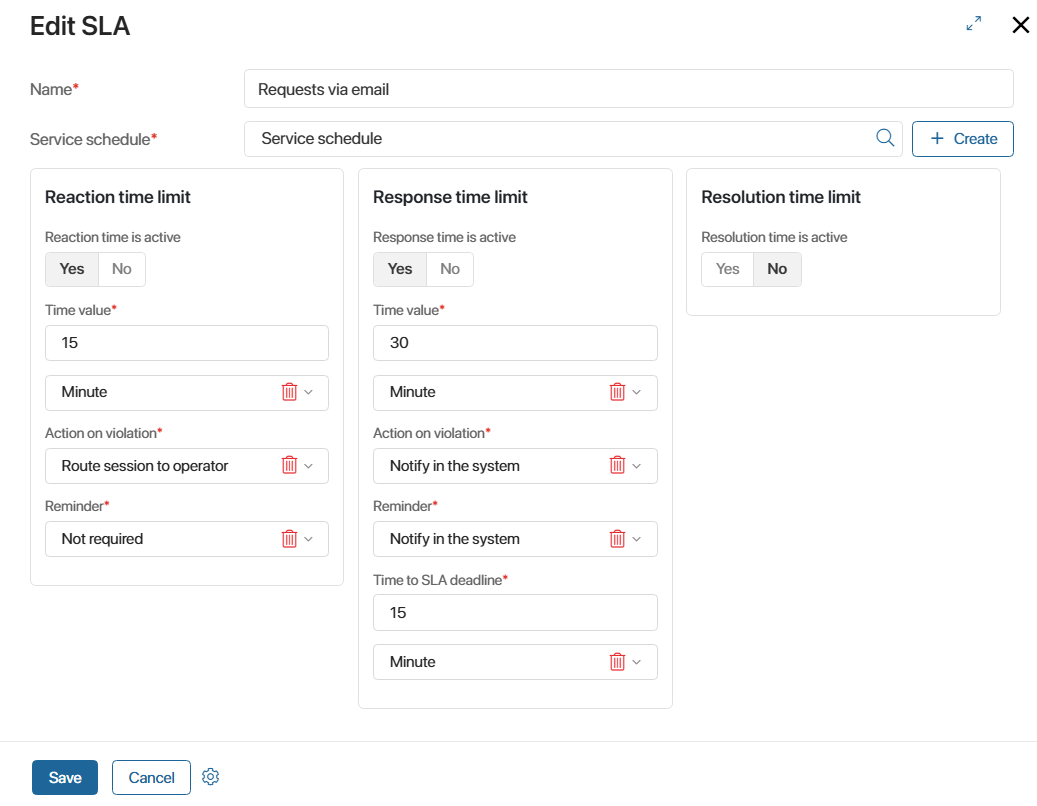 Edit SLA
Name*
Requests via email
Service schedule*
Service schedule
+ Create
Reaction time limit
Reaction time is active
Yes No
Time value*
15
Minute
Action on violation*
Route session to operator
Reminder*
Not required
Response time limit
Response time is active
Yes No
Time value*
30
Minute
Action on violation*
Notify in the system
Reminder*
Notify in the system
Time to SLA deadline*
15
Minute
Resolution time limit
Resolution time is active
Yes No
Save
Cancel